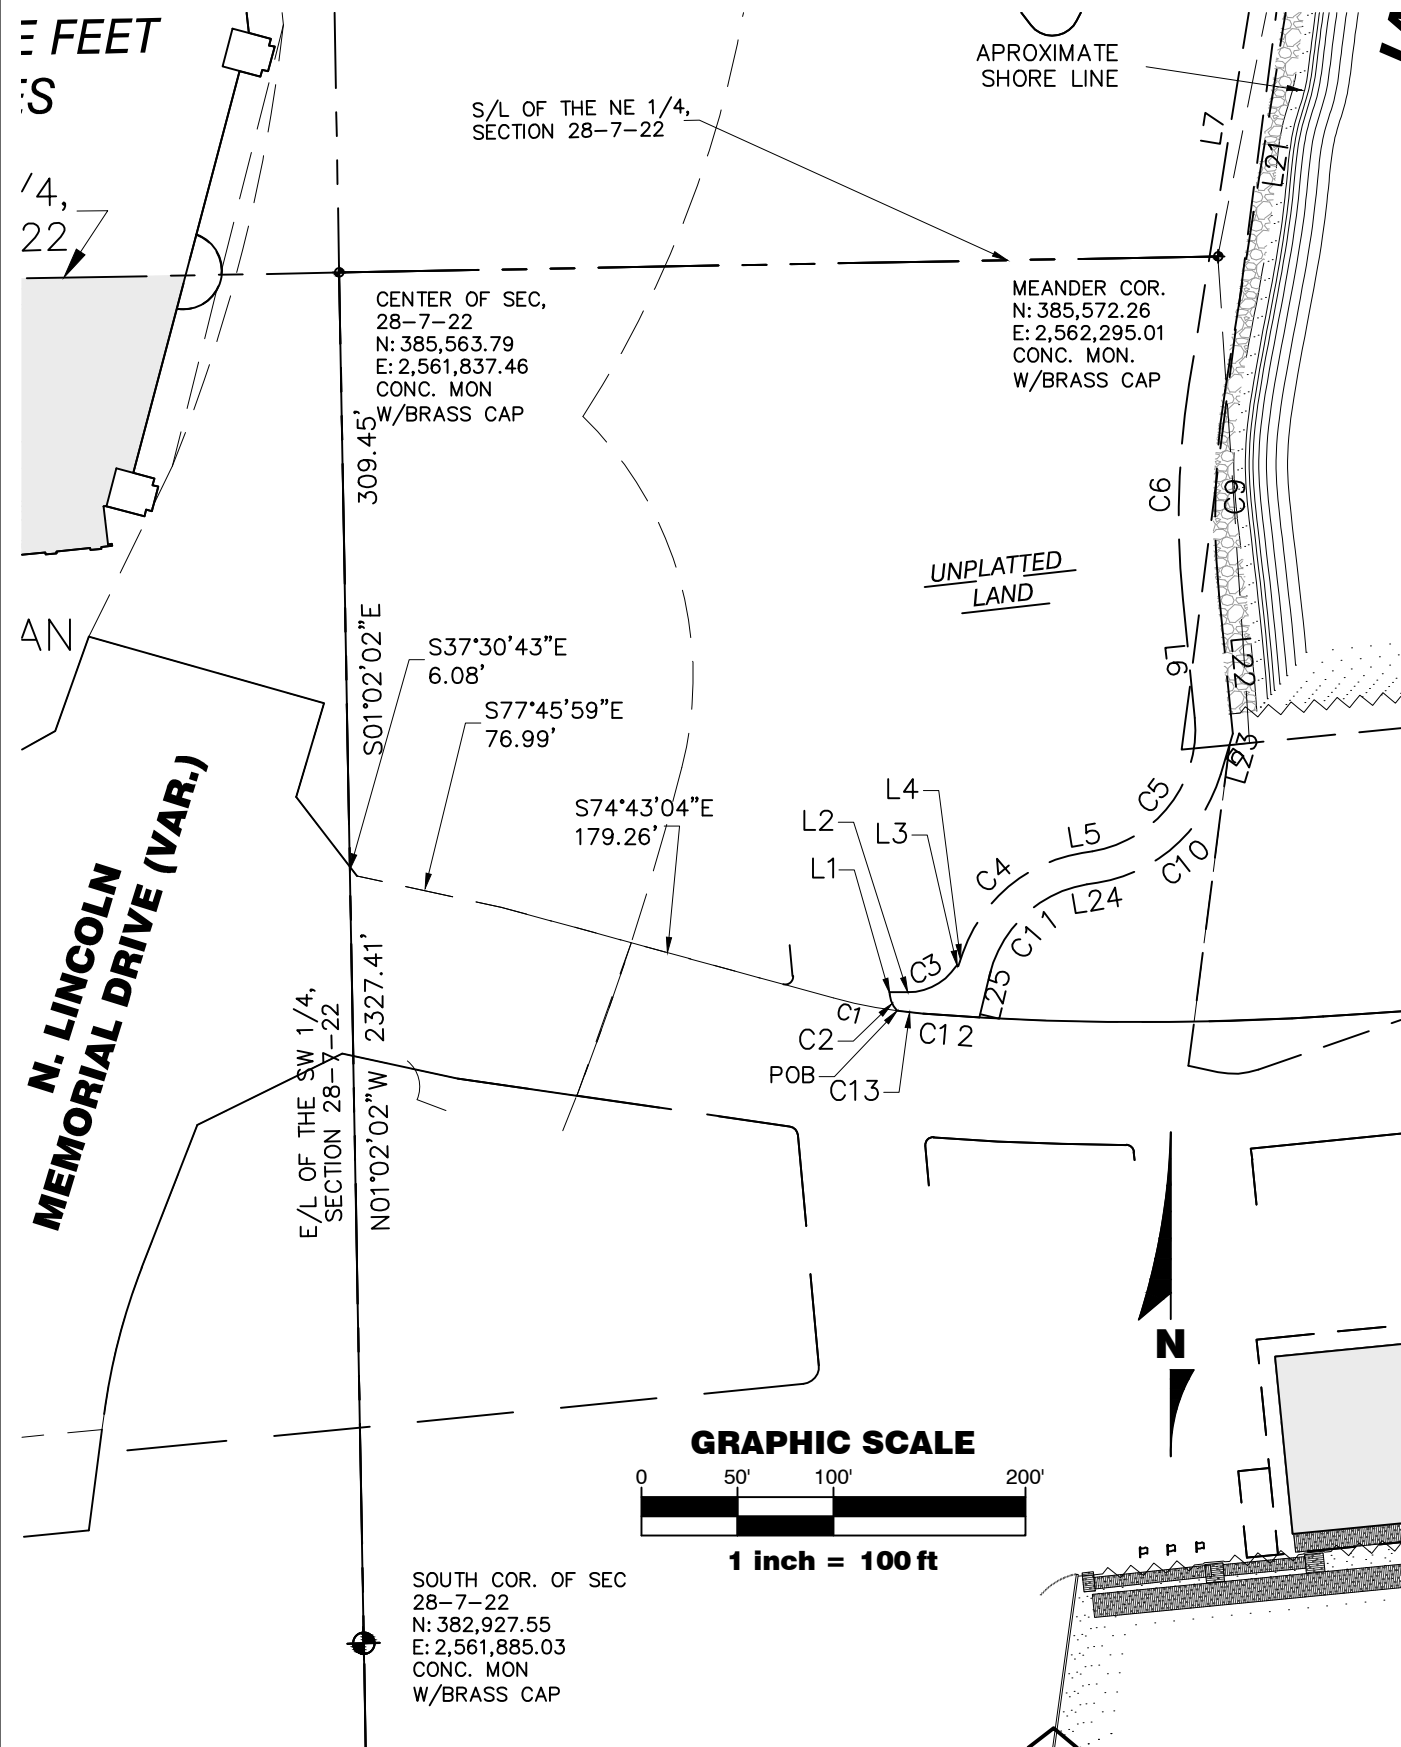 E FEET
ES
/4,
22
APROXIMATE
SHORE LINE
S/L OF THE NE 1/4,
SECTION 28-7-22
L7
L21
CENTER OF SEC,
28-7-22
N: 385,563.79
E: 2,561,837.46
CONC. MON
W/BRASS CAP
MEANDER COR.
N: 385,572.26
E: 2,562,295.01
CONC. MON.
W/BRASS CAP
309.45'
S01°02'02"E
C6
C9
UNPLATTED
LAND
AN
S37°30'43"E
6.08'
S77°45'59"E
76.99'
S74°43'04"E
179.26'
L6
L22
L23
N. LINCOLN
MEMORIAL DRIVE (VAR.)
L4
L2
L3
L1
C5
L5
C10
C4
L24
C11
C3
L25
C1
C2
C12
POB
C13
E/L OF THE SW 1/4,
SECTION 28-7-22
N01°02'02"W 2327.41'
N
GRAPHIC SCALE
0 50' 100' 200'
1 inch = 100 ft
SOUTH COR. OF SEC
28-7-22
N: 382,927.55
E: 2,561,885.03
CONC. MON
W/BRASS CAP